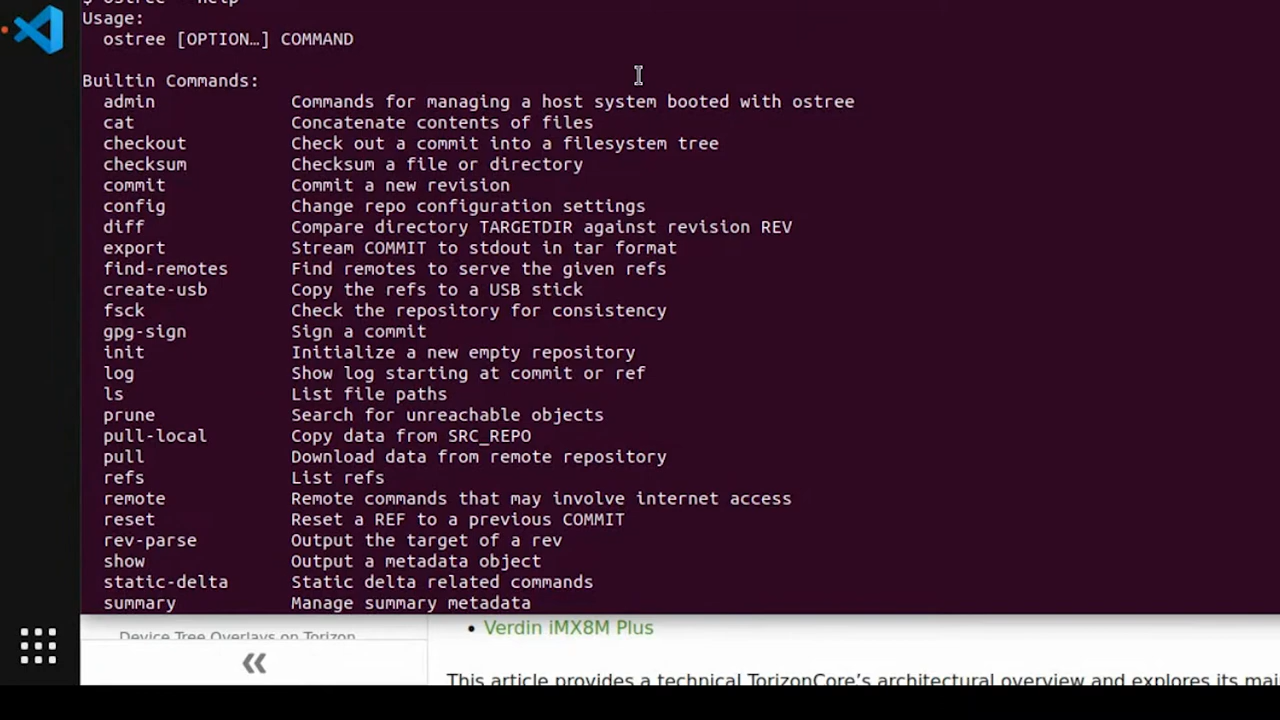 $ ostree --help
Usage:
ostree [OPTION…] COMMAND
Builtin Commands:
admin Commands for managing a host system booted with ostree
cat Concatenate contents of files
checkout Check out a commit into a filesystem tree
checksum Checksum a file or directory
commit Commit a new revision
config Change repo configuration settings
diff Compare directory TARGETDIR against revision REV
export Stream COMMIT to stdout in tar format
find-remotes Find remotes to serve the given refs
create-usb Copy the refs to a USB stick
fsck Check the repository for consistency
gpg-sign Sign a commit
init Initialize a new empty repository
log Show log starting at commit or ref
ls List file paths
prune Search for unreachable objects
pull-local Copy data from SRC_REPO
pull Download data from remote repository
refs List refs
remote Remote commands that may involve internet access
reset Reset a REF to a previous COMMIT
rev-parse Output the target of a rev
show Output a metadata object
static-delta Static delta related commands
summary Manage summary metadata
Device Tree Overlays on Torizon
• Verdin iMX8M Plus
This article provides a technical TorizonCore's architectural overview and explores its mai